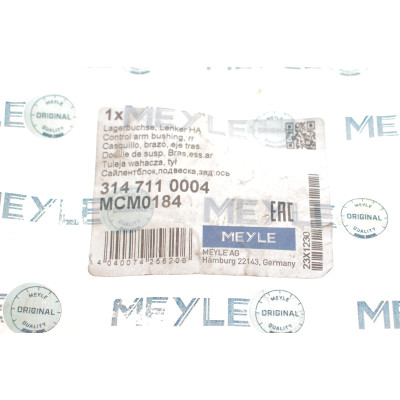 1x
Lagerbuchse, Lenker HA
Control arm bushing, rr
Casquillo, brazo, eje tras.
Douille de susp. Bras,ess.ar
Tuleja wahacza, tył
Сайлентблок,подвеска,зад.ось
314 711 0004
MCM0184
EAC
MEYLE
MEYLE AG
Hamburg 22143, Germany
23X1230
MEYLE
MEYLE
ORIGINAL
QUALITY
MEYLE
MEYLE